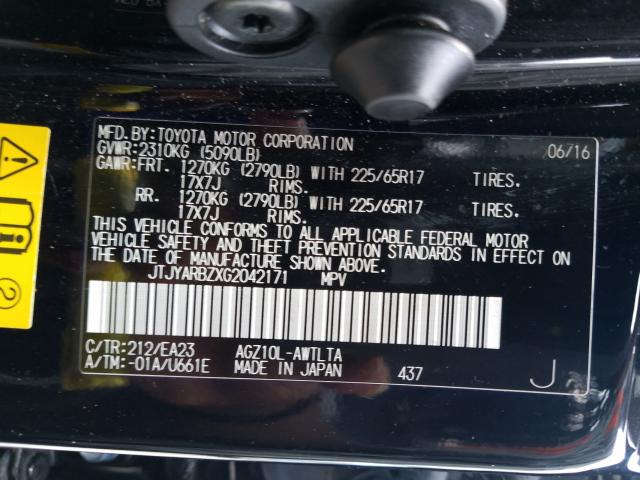 MFD. BY: TOYOTA MOTOR CORPORATION 06/16
GVWR: 2310KG (5090LB)
GAWR: FRT. 1270KG (2790LB) WITH 225/65R17 TIRES.
17X7J RIMS.
RR. 1270KG (2790LB) WITH 225/65R17 TIRES.
17X7J RIMS.
THIS VEHICLE CONFORMS TO ALL APPLICABLE FEDERAL MOTOR
VEHICLE SAFETY AND THEFT PREVENTION STANDARDS IN EFFECT ON
THE DATE OF MANUFACTURE SHOWN ABOVE.
JTJYARBZXG2042171 MPV
C/TR: 212/EA23 AGZ10L-AWTLTA
A/TM: -01A/U661E MADE IN JAPAN 437 J